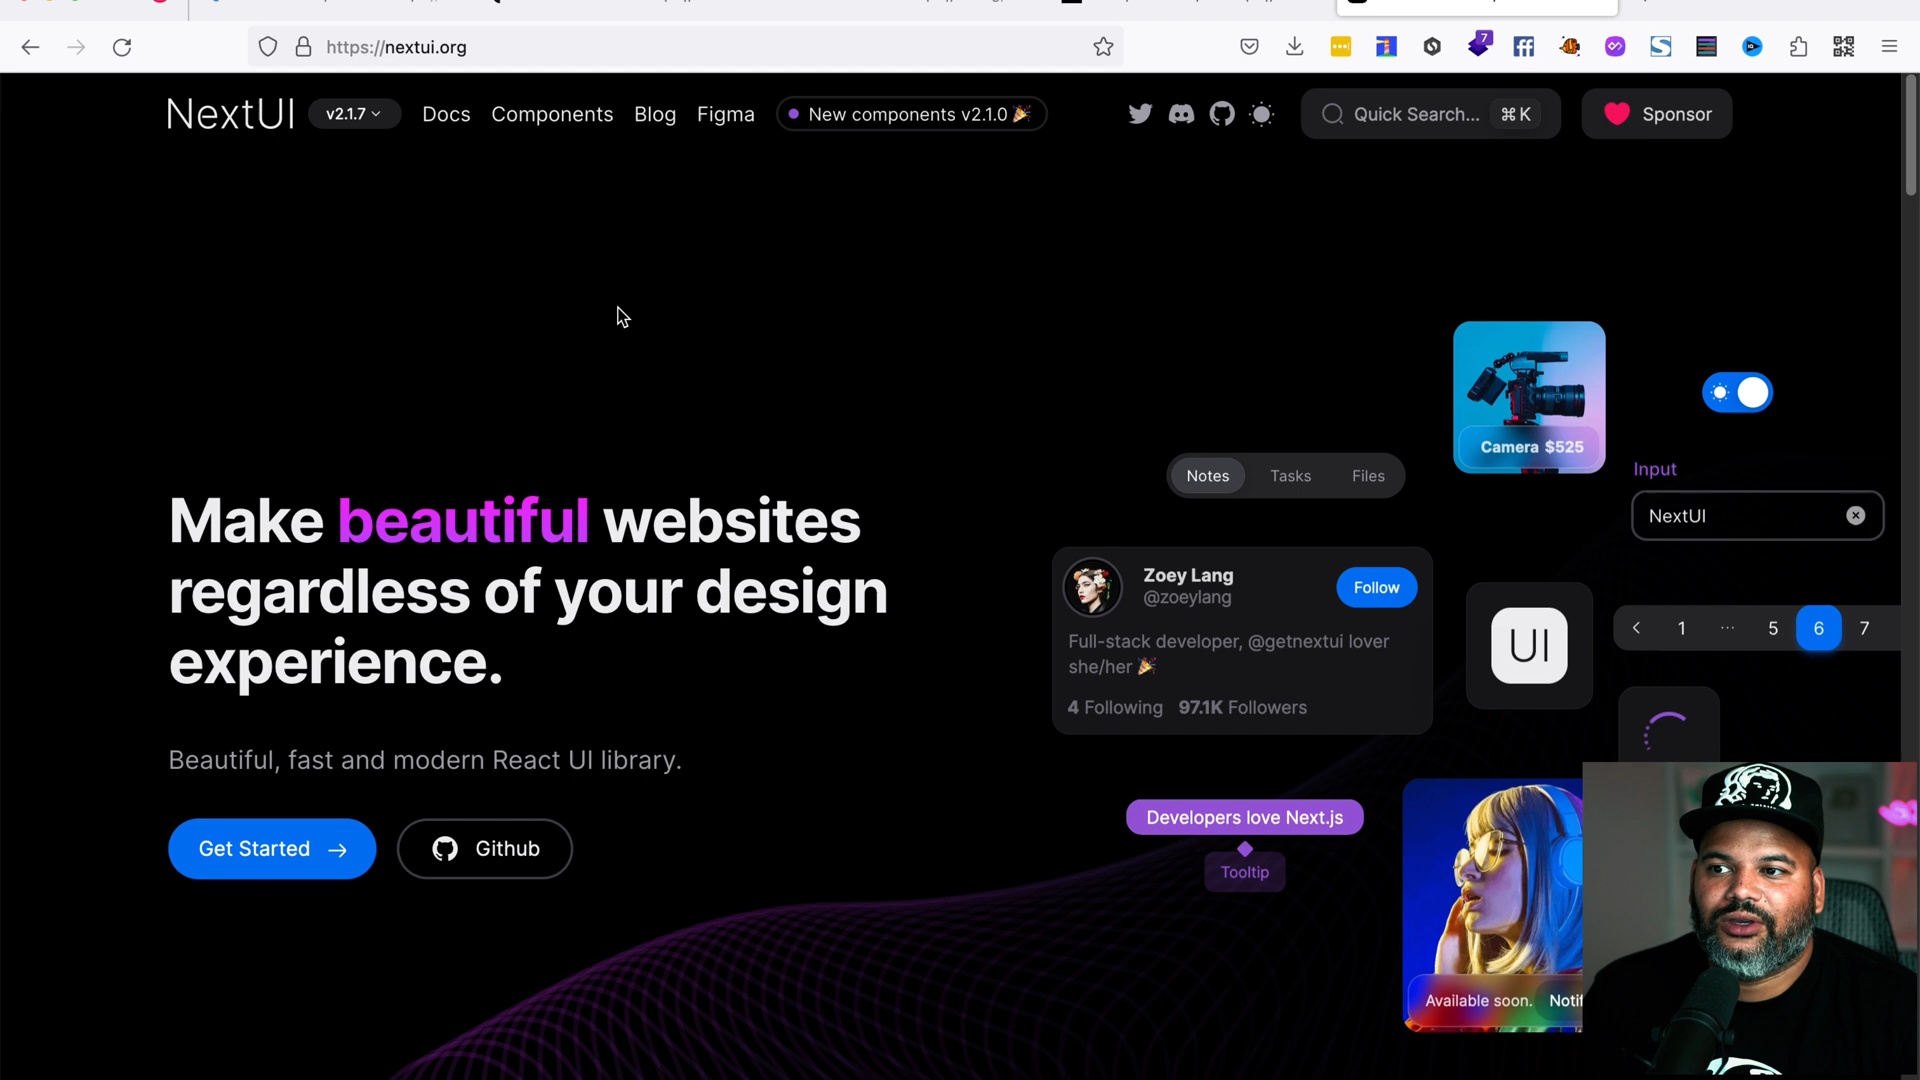 https://nextui.org
7
NextUI
v2.1.7
Docs
Components
Blog
Figma
New components v2.1.0 🎉
Quick Search...
⌘ K
Sponsor
Camera $525
Notes
Tasks
Files
Input
NextUI
Make beautiful websites
regardless of your design
experience.
Zoey Lang
@zoeylang
Follow
Full-stack developer, @getnextui lover
she/her 🎉
4 Following 97.1K Followers
UI
1 ... 5 6 7
Beautiful, fast and modern React UI library.
Get Started →
Github
Developers love Next.js
Tooltip
Available soon.